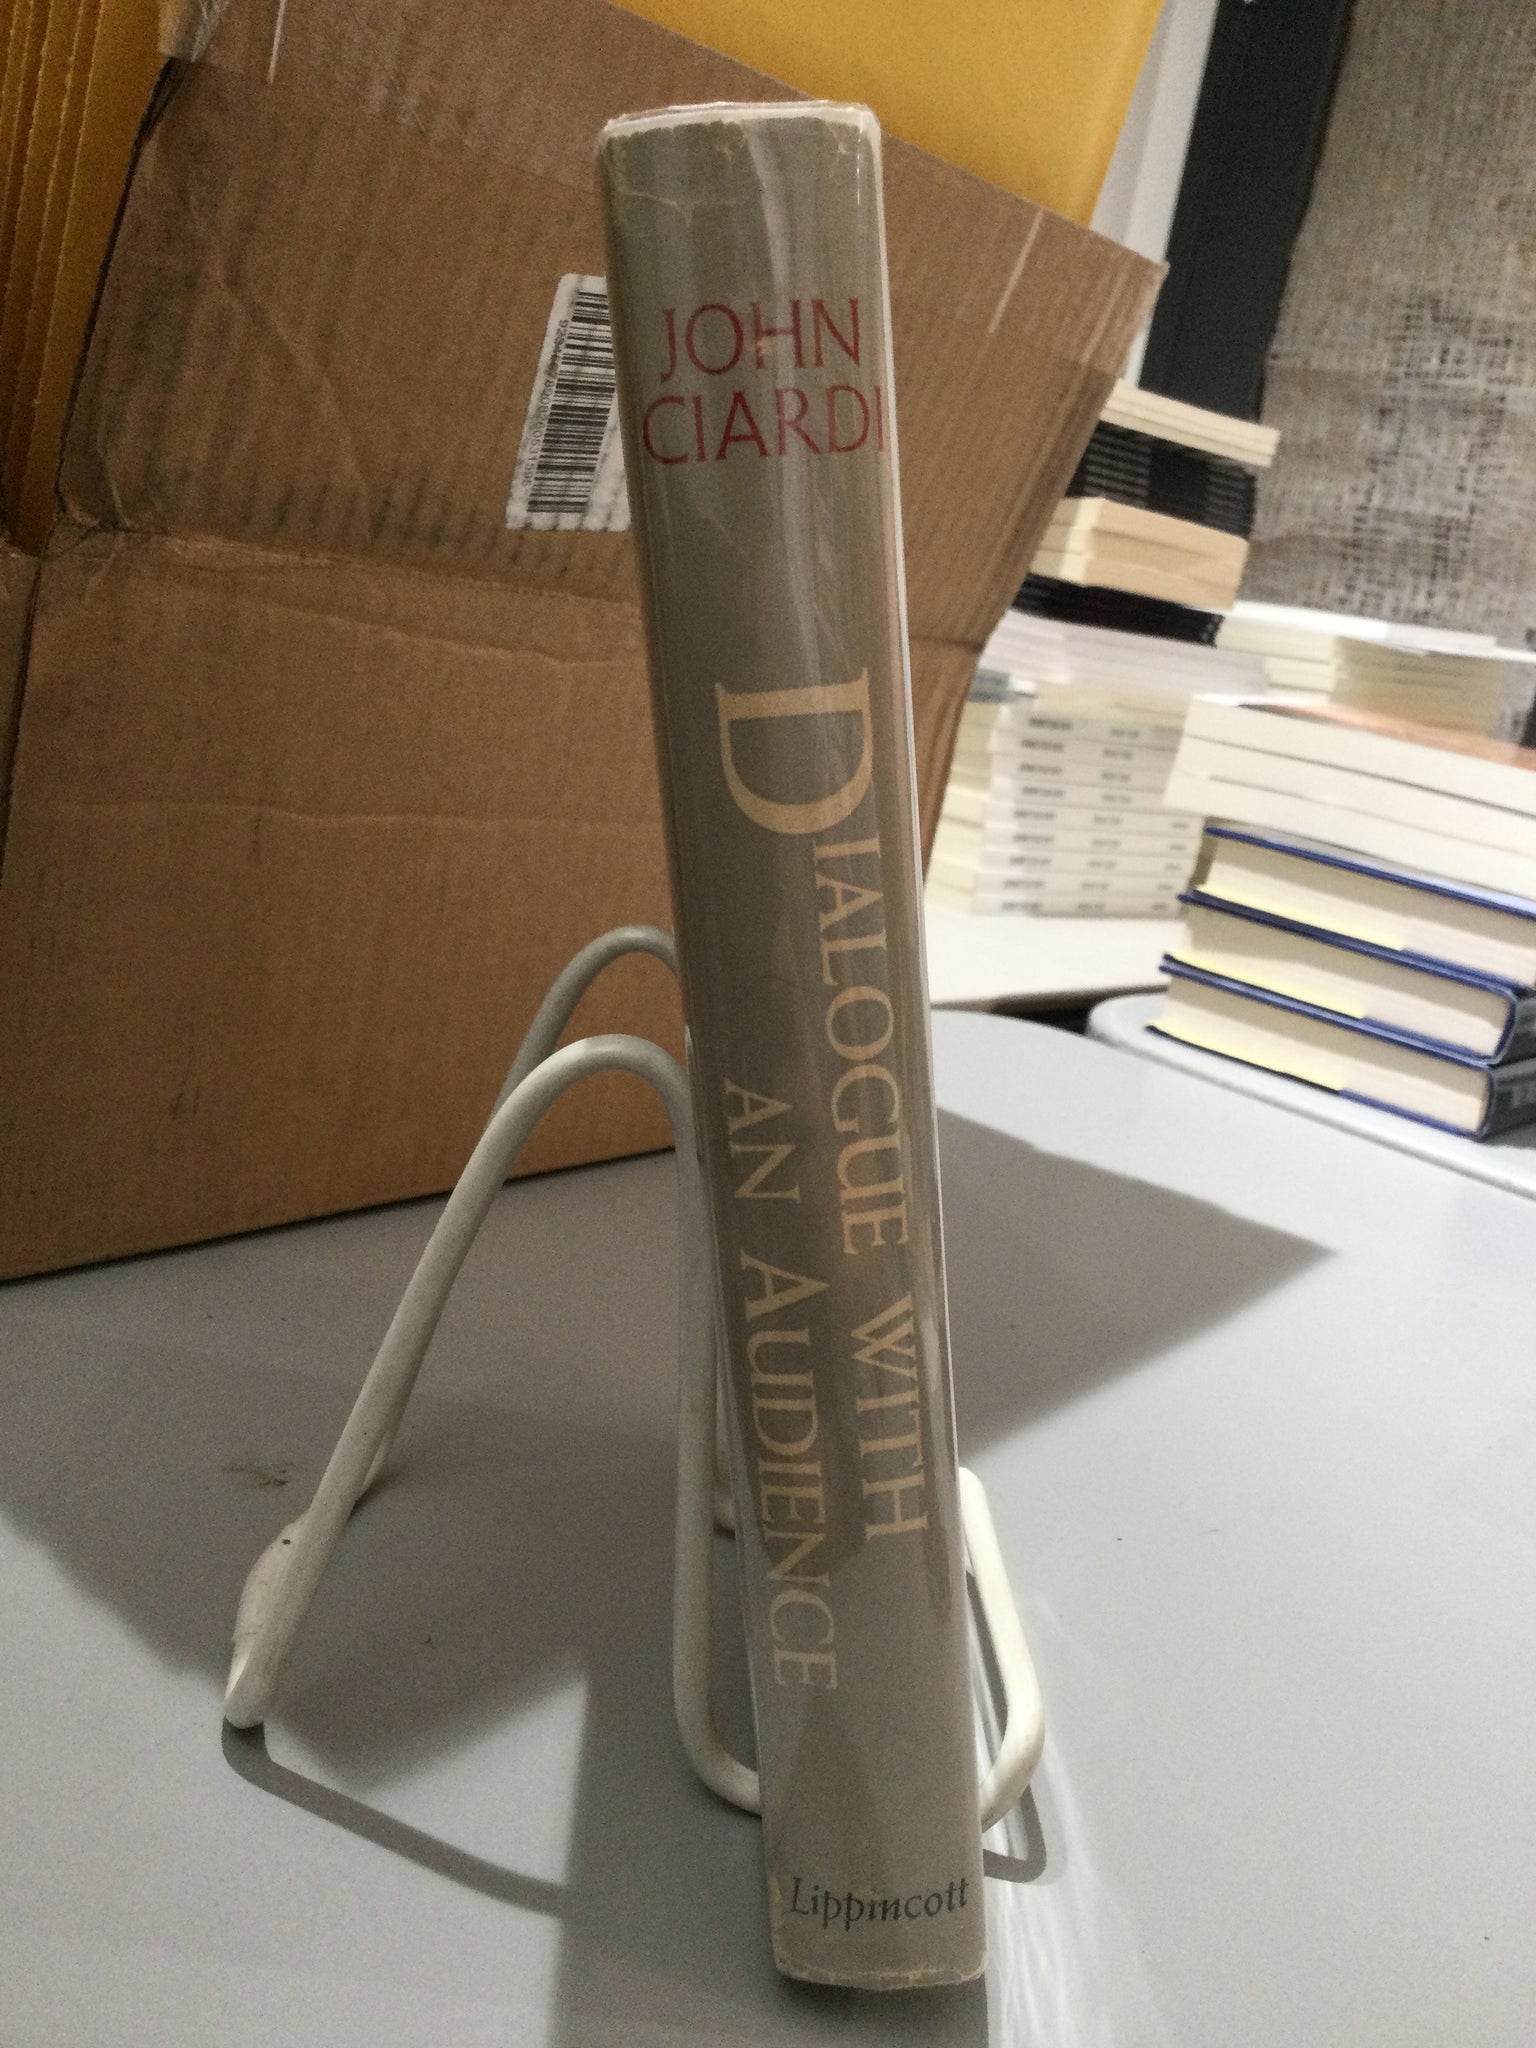 JOHN
CIARDI
DIALOGUE WITH
AN AUDIENCE
Lippincott